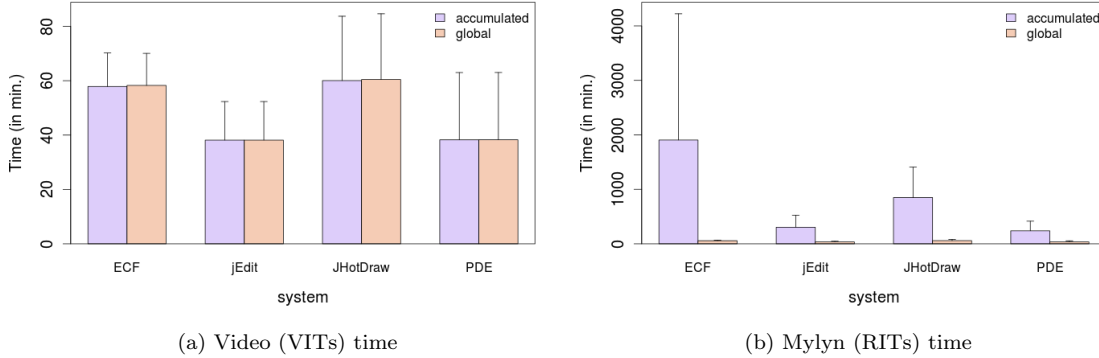 Time (in min.)
0
20
40
60
80
accumulated
global
ECF
jEdit
JHotDraw
PDE
system
(a) Video (VITs) time
Time (in min.)
0
1000
2000
3000
4000
accumulated
global
ECF
jEdit
JHotDraw
PDE
system
(b) Mylyn (RITs) time